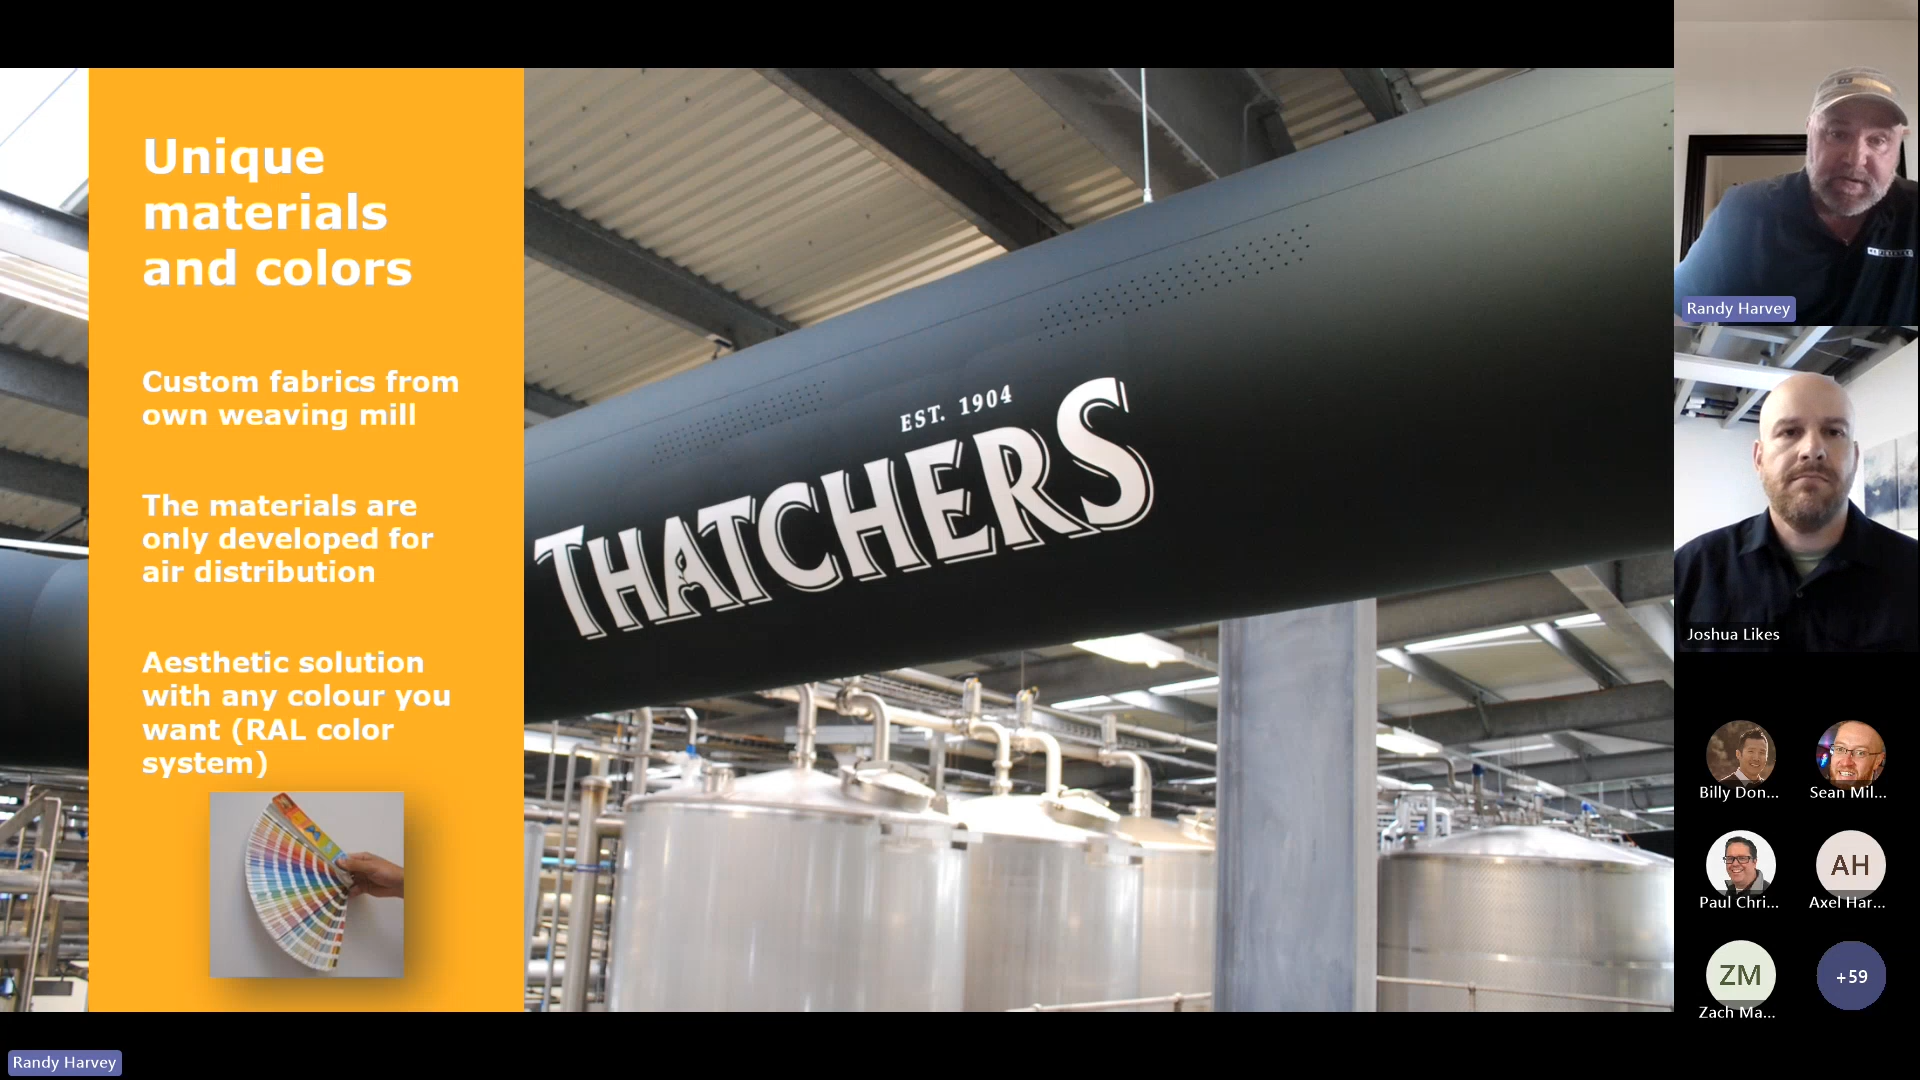 Unique
materials
and colors
Custom fabrics from
own weaving mill
The materials are
only developed for
air distribution
Aesthetic solution
with any colour you
want (RAL color
system)
EST. 1904
THATCHERS
Randy Harvey
Joshua Likes
Billy Don...
Sean Mil...
Paul Chri...
AH
Axel Har...
ZM
Zach Ma...
+59
Randy Harvey